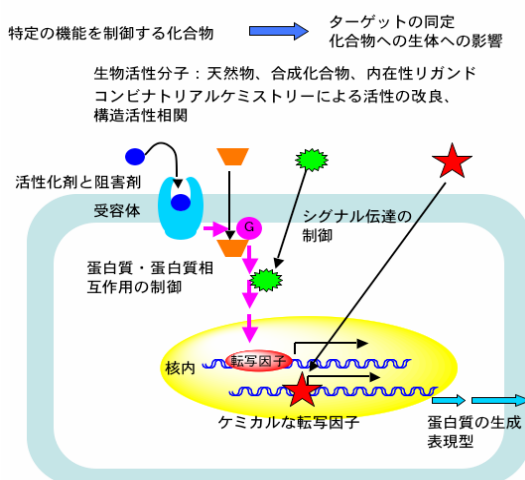 特定の機能を制御する化合物
ターゲットの同定
化合物への生体への影響
生物活性分子：天然物、合成化合物、内在性リガンド
コンビナトリアルケミストリーによる活性の改良、
構造活性相関
活性化剤と阻害剤
受容体
G
シグナル伝達の
制御
蛋白質・蛋白質相
互作用の制御
核内
転写因子
ケミカルな転写因子
蛋白質の生成
表現型